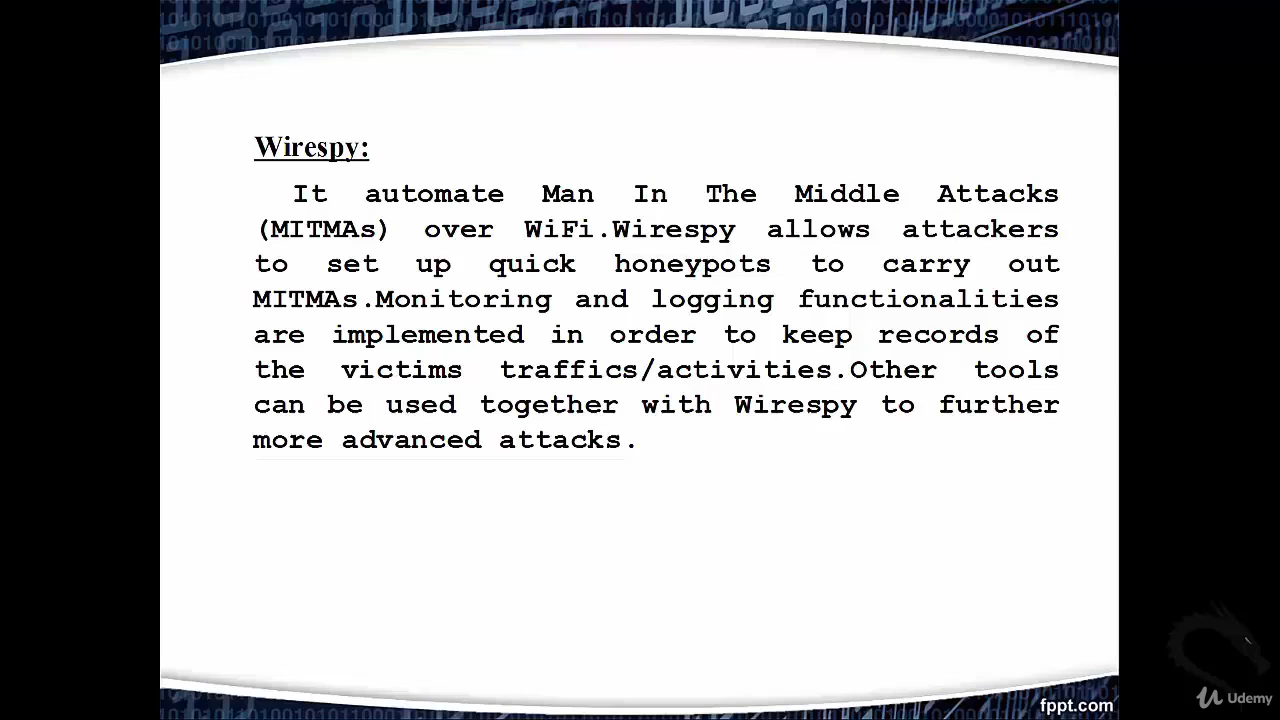 Wirespy:
It automate Man In The Middle Attacks
(MITMAs) over WiFi.Wirespy allows attackers
to set up quick honeypots to carry out
MITMAs.Monitoring and logging functionalities
are implemented in order to keep records of
the victims traffics/activities.Other tools
can be used together with Wirespy to further
more advanced attacks.
fppt.com
Udemy